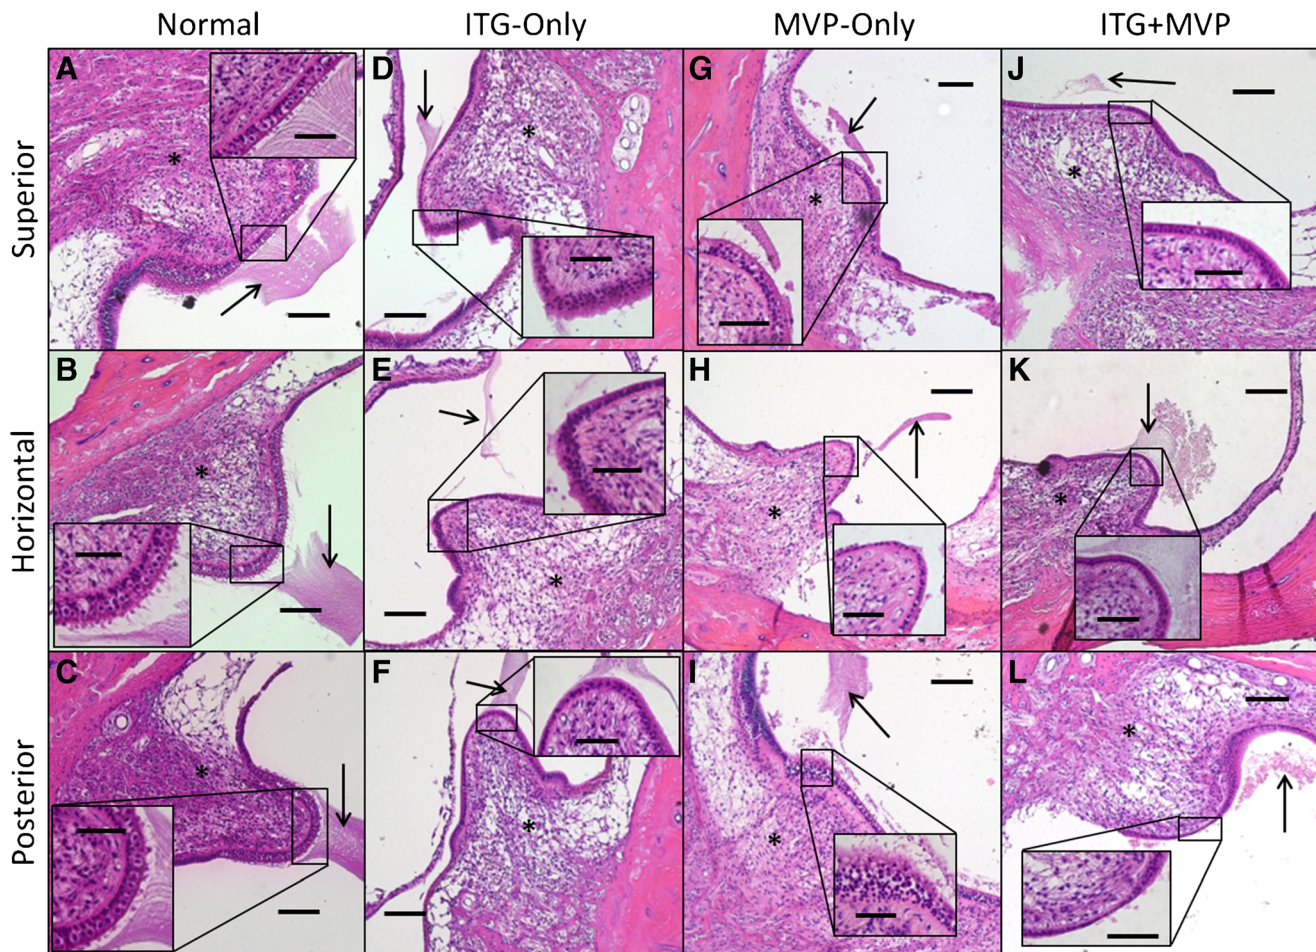 Normal ITG-Only MVP-Only ITG+MVP
Superior
A D G J
* * * *
Horizontal
B E H K
* * * *
Posterior
C F I L
* * * *